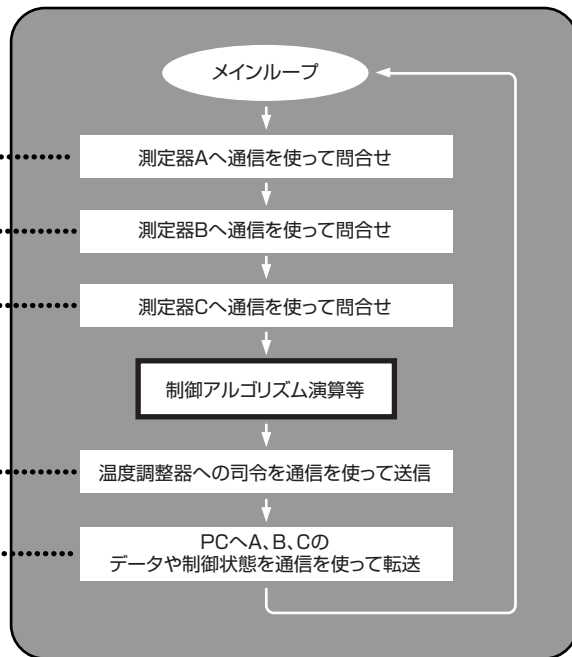 メインループ
測定器Aへ通信を使って問合せ
測定器Bへ通信を使って問合せ
測定器Cへ通信を使って問合せ
制御アルゴリズム演算等
温度調整器への司令を通信を使って送信
PCへA、B、Cの
データや制御状態を通信を使って転送